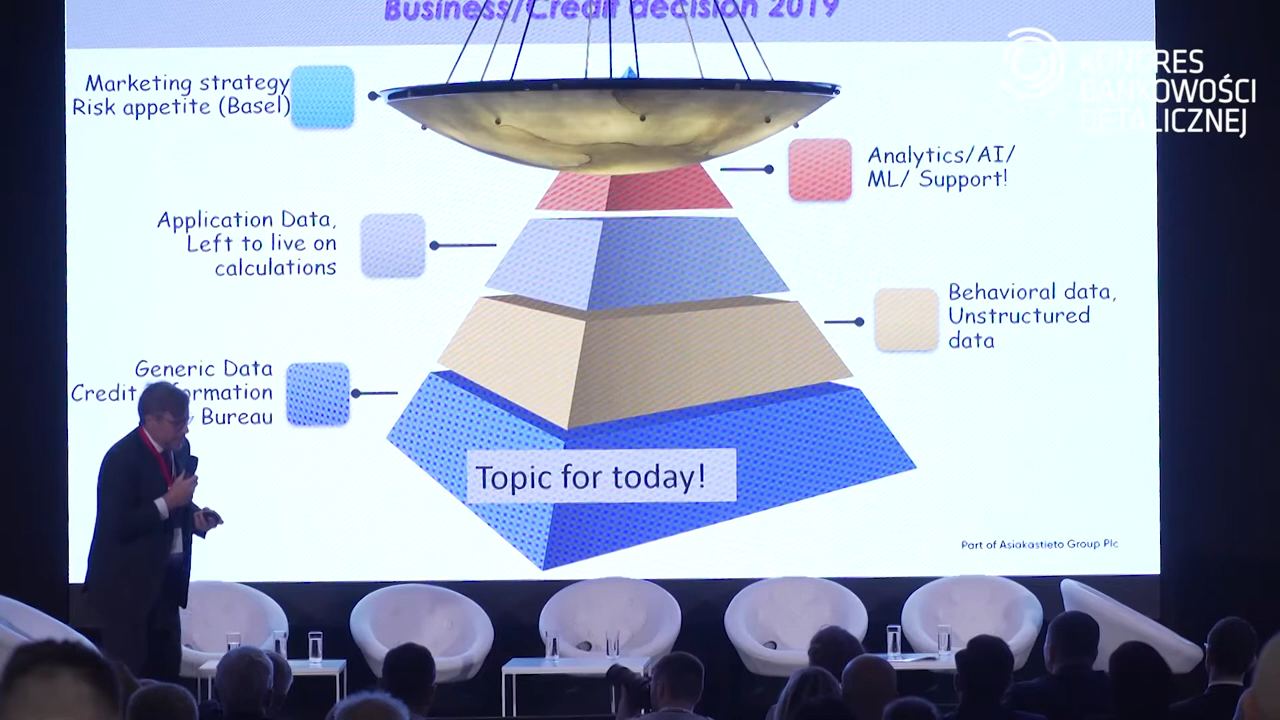 Business/Credit decision 2019
Marketing strategy
Risk appetite (Basel)
KONGRES
BANKOWOŚCI
DETALICZNEJ
Analytics/AI/
ML/ Support!
Application Data,
Left to live on
calculations
Behavioral data,
Unstructured
data
Generic Data
Credit
Bureau
Topic for today!
Part of Asiakastieto Group Plc